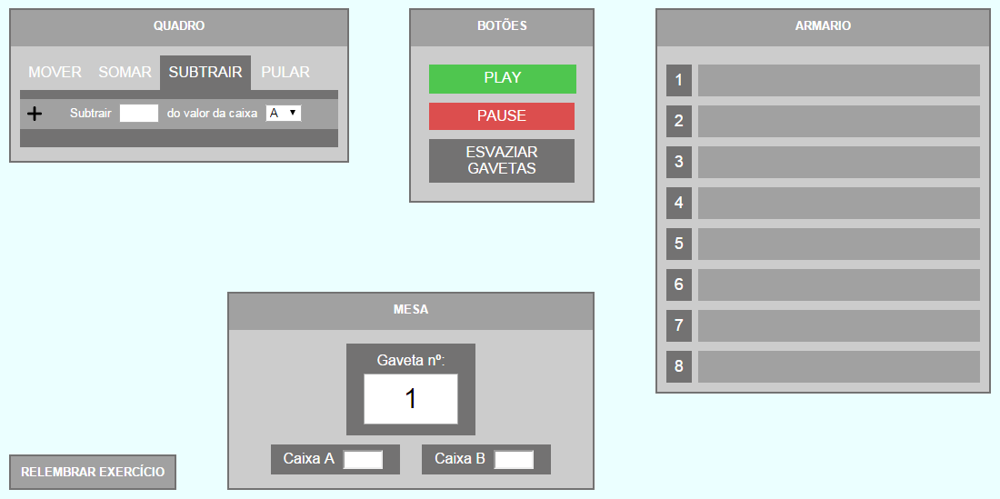 QUADRO
MOVER SOMAR SUBTRAIR PULAR
Subtrair do valor da caixa A
BOTÕES
PLAY
PAUSE
ESVAZIAR
GAVETAS
ARMARIO
1
2
3
4
5
6
7
8
MESA
Gaveta nº:
1
Caixa A Caixa B
RELEMBRAR EXERCÍCIO